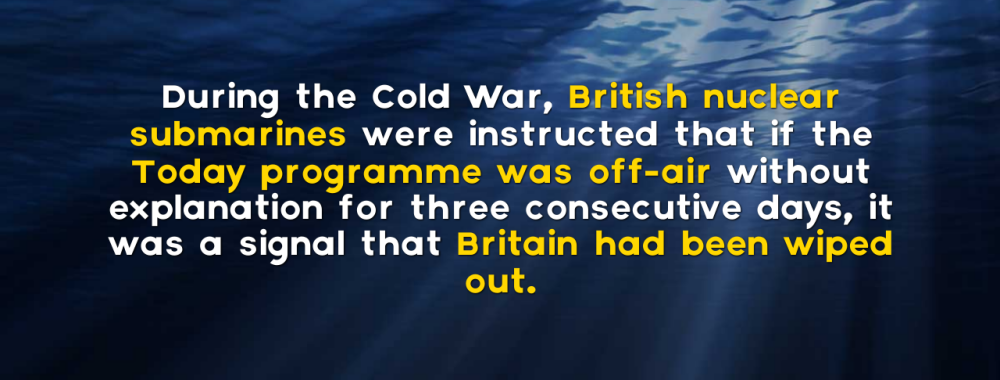 During the Cold War, British nuclear
submarines were instructed that if the
Today programme was off-air without
explanation for three consecutive days, it
was a signal that Britain had been wiped
out.